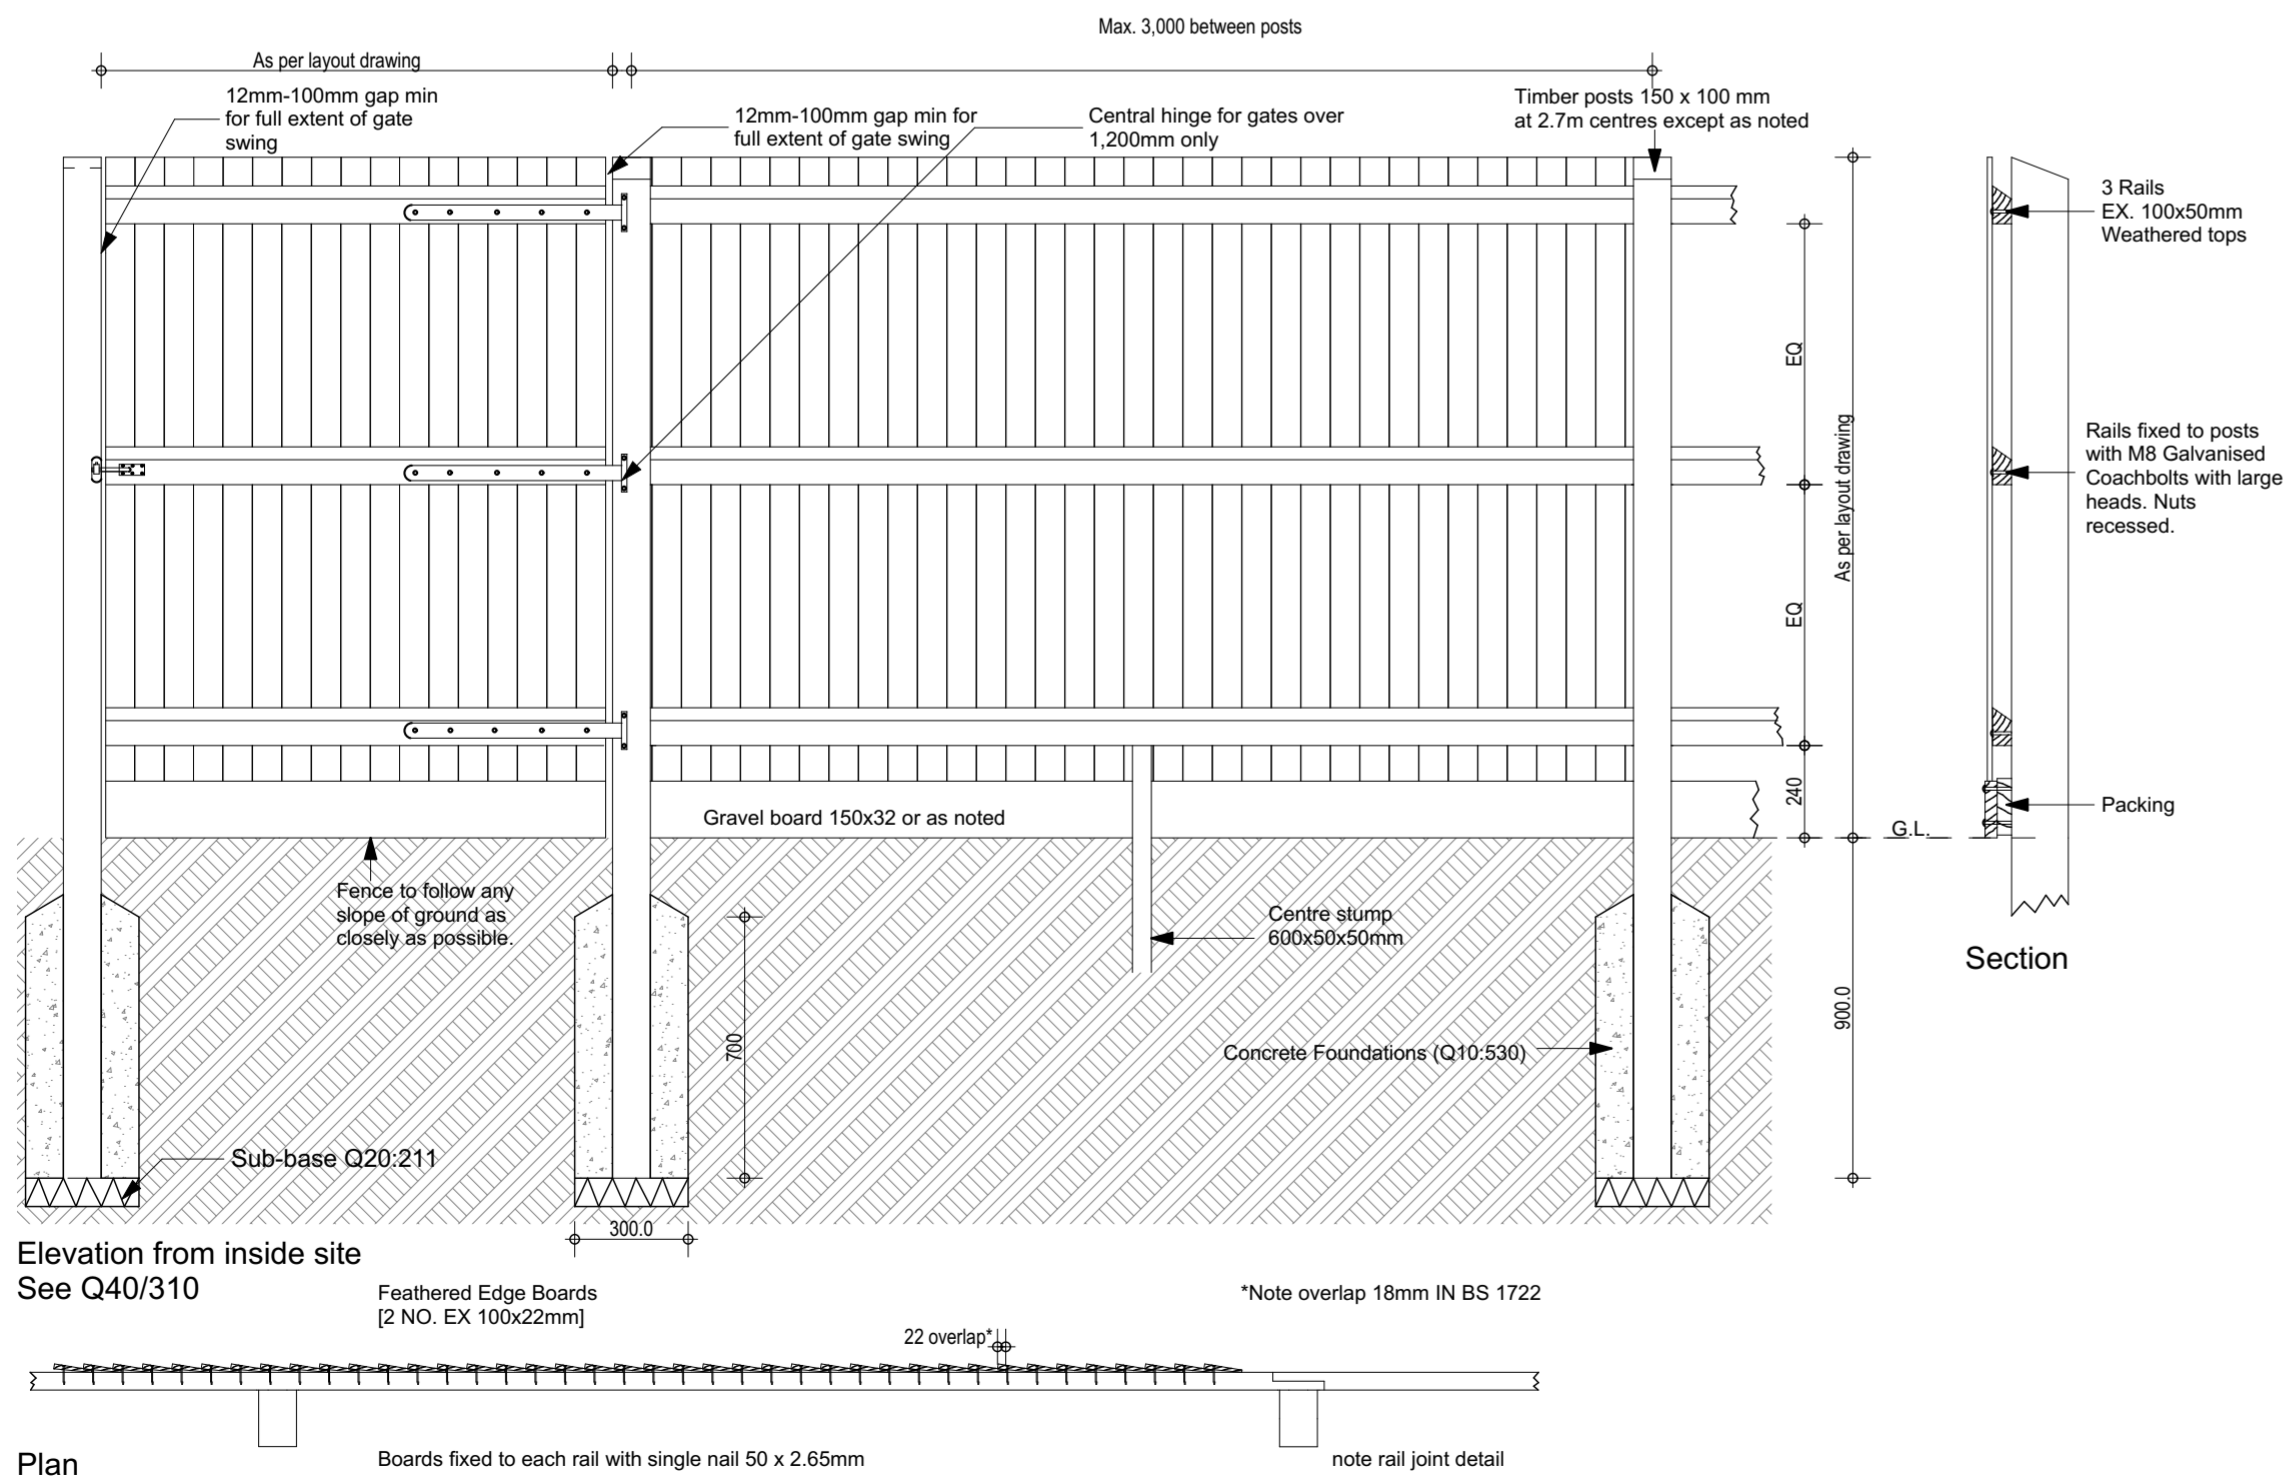 Max. 3,000 between posts
As per layout drawing
12mm-100mm gap min
for full extent of gate
swing
12mm-100mm gap min for
full extent of gate swing
Central hinge for gates over
1,200mm only
Timber posts 150 x 100 mm
at 2.7m centres except as noted
3 Rails
EX. 100x50mm
Weathered tops
EQ
As per layout drawing
Rails fixed to posts
with M8 Galvanised
Coachbolts with large
heads. Nuts
recessed.
EQ
240
Packing
Gravel board 150x32 or as noted
G.L.
Fence to follow any
slope of ground as
closely as possible.
Centre stump
600x50x50mm
Section
900.0
700
Concrete Foundations (Q10:530)
Sub-base Q20:211
300.0
Elevation from inside site
See Q40/310
Feathered Edge Boards
[2 NO. EX 100x22mm]
*Note overlap 18mm IN BS 1722
22 overlap*
Plan
Boards fixed to each rail with single nail 50 x 2.65mm
note rail joint detail